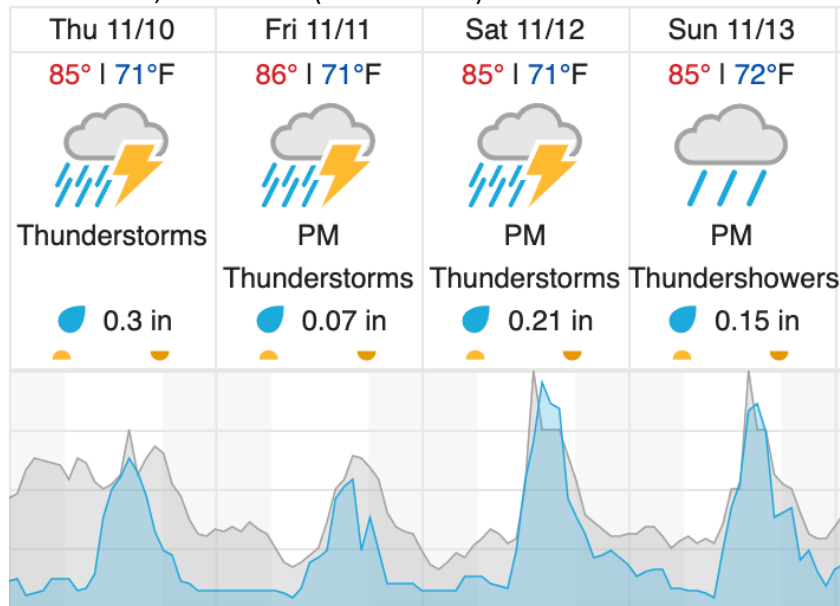 Thu 11/10
85° | 71°F
Thunderstorms
0.3 in
Fri 11/11
86° | 71°F
PM
Thunderstorms
0.07 in
Sat 11/12
85° | 71°F
PM
Thunderstorms
0.21 in
Sun 11/13
85° | 72°F
PM
Thundershowers
0.15 in